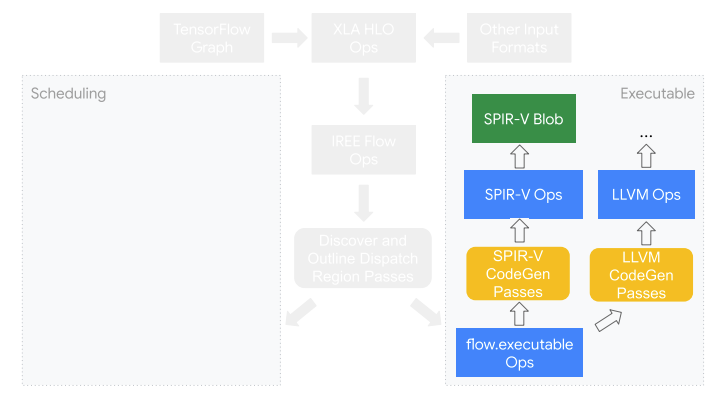 TensorFlow
Graph
XLA HLO
Ops
Other Input
Formats
Scheduling
IREE Flow
Ops
Discover and
Outline Dispatch
Region Passes
Executable
SPIR-V Blob
...
SPIR-V Ops
LLVM Ops
SPIR-V
CodeGen
Passes
LLVM
CodeGen
Passes
flow.executable
Ops